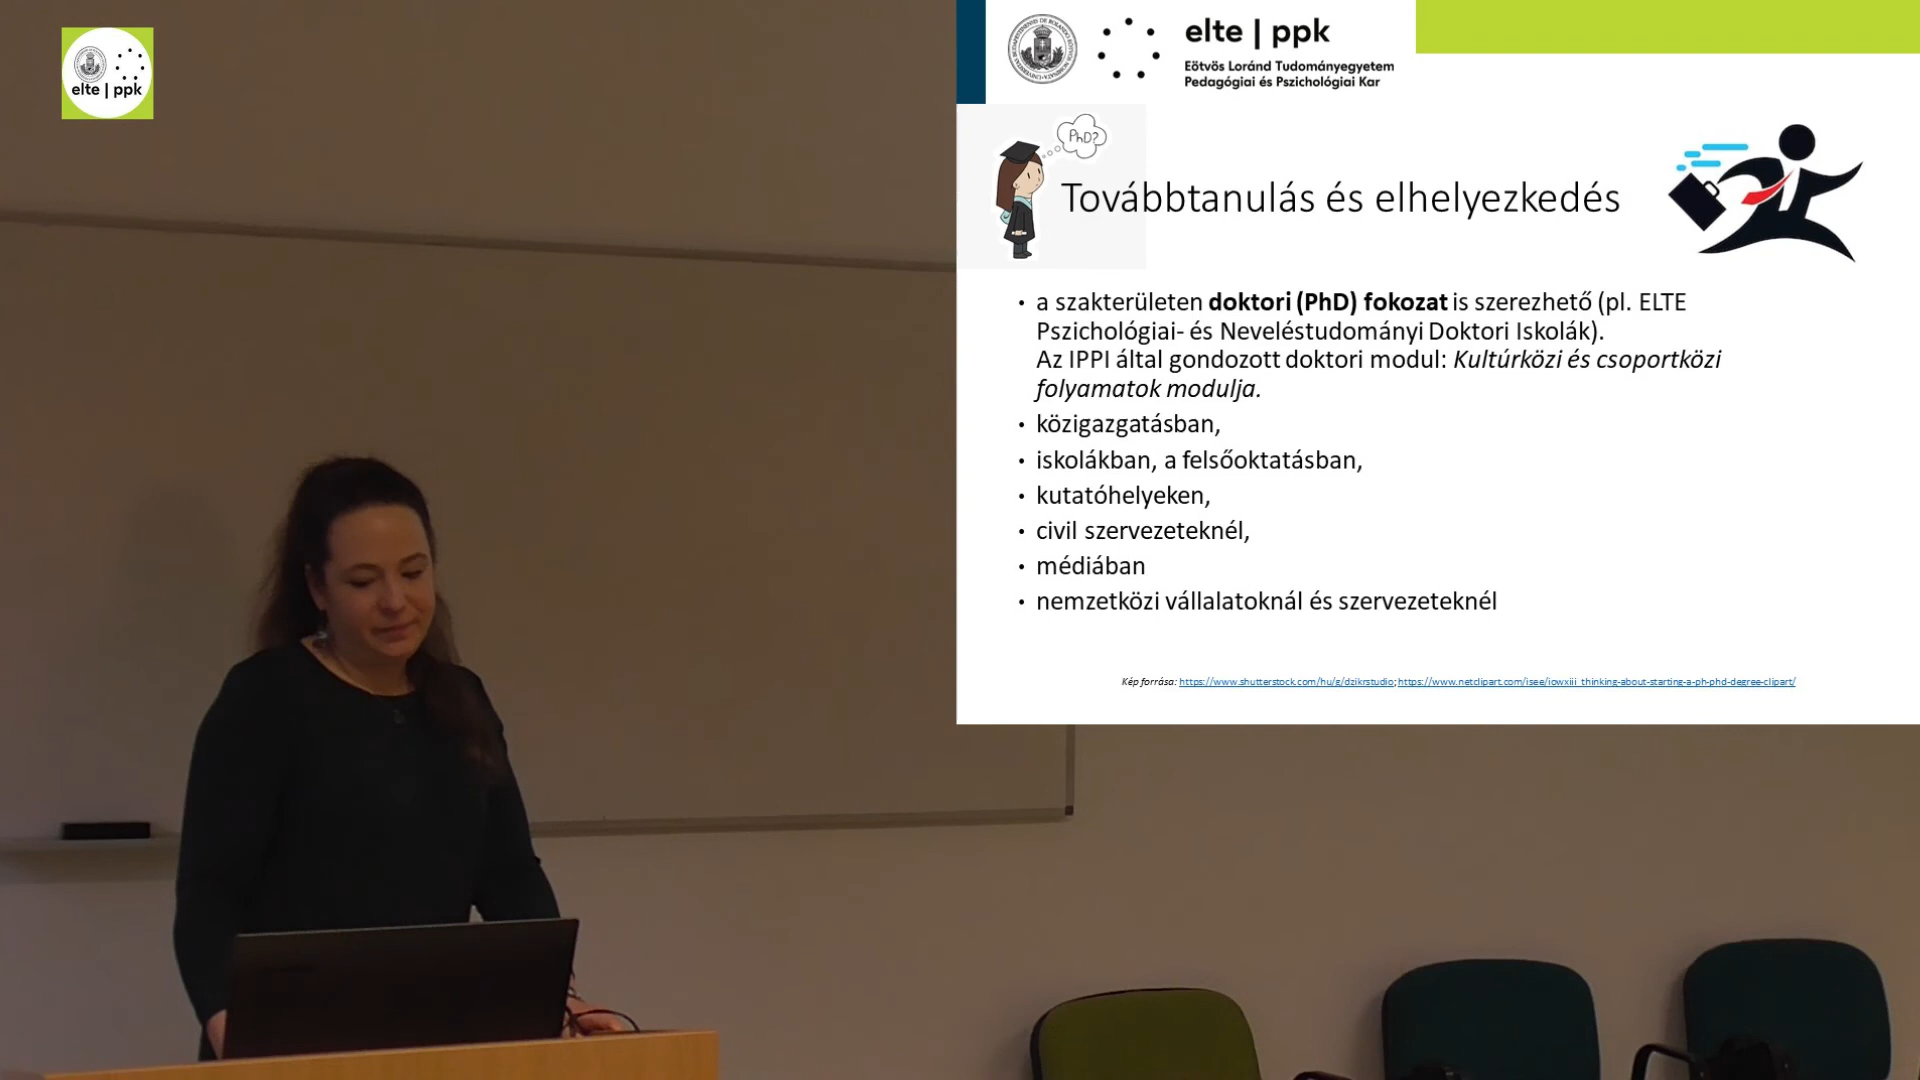 elte | ppk
elte | ppk
Eötvös Loránd Tudományegyetem
Pedagógiai és Pszichológiai Kar
PhD?
Továbbtanulás és elhelyezkedés
• a szakterületen doktori (PhD) fokozat is szerezhető (pl. ELTE
Pszichológiai- és Neveléstudományi Doktori Iskolák).
Az IPPI által gondozott doktori modul: Kultúrközi és csoportközi
folyamatok modulja.
• közigazgatásban,
• iskolákban, a felsőoktatásban,
• kutatóhelyeken,
• civil szervezeteknél,
• médiában
• nemzetközi vállalatoknál és szervezeteknél
Kép forrása: https://www.shutterstock.com/hu/g/dzikrstudio; https://www.netclipart.com/isee/iowxiii_thinking-about-starting-a-ph-phd-degree-clipart/